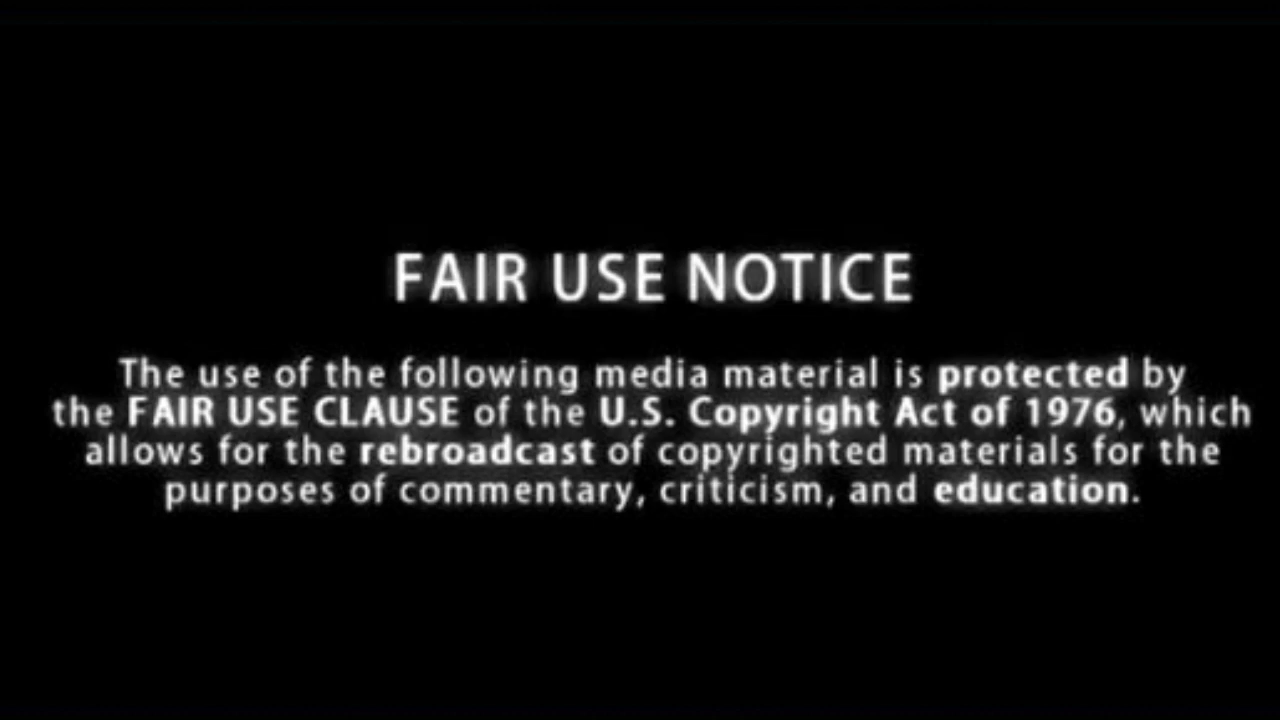 FAIR USE NOTICE
The use of the following media material is protected by
the FAIR USE CLAUSE of the U.S. Copyright Act of 1976, which
allows for the rebroadcast of copyrighted materials for the
purposes of commentary, criticism, and education.